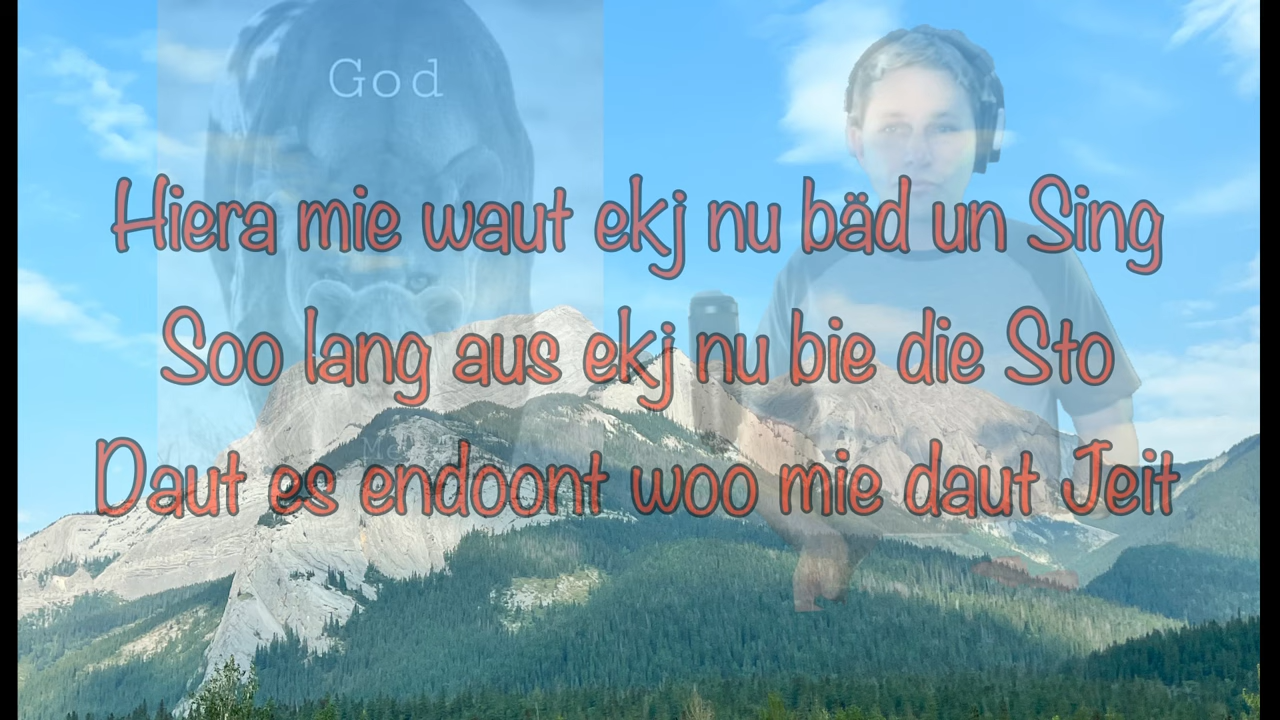 God
Hiera mie waut ekj nu bäd un Sing
Soo lang aus ekj nu bie die Sto
Daut es endoont woo mie daut Jeit